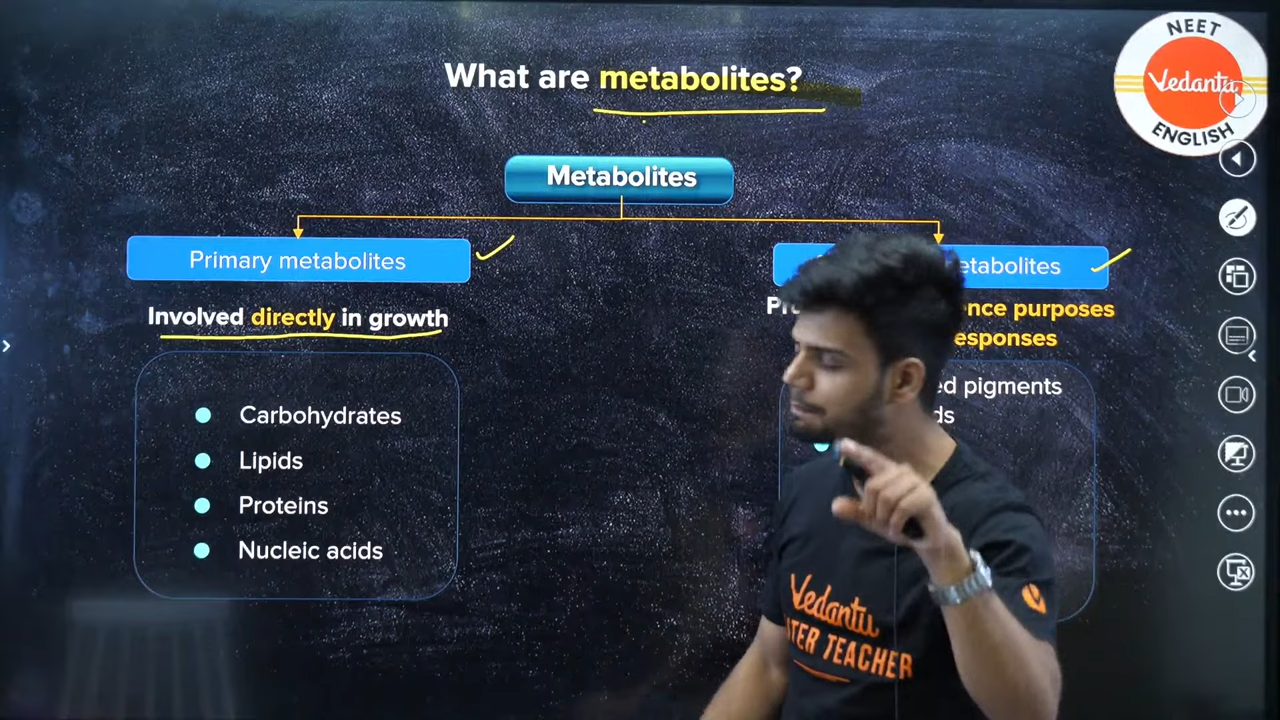 What are metabolites?
NEET
Vedantu
ENGLISH
Metabolites
Primary metabolites
etabolites
Involved directly in growth
nce purposes
esponses
Carbohydrates
Lipids
Proteins
Nucleic acids
ed pigments
ds
Vedantu
TER TEACHER